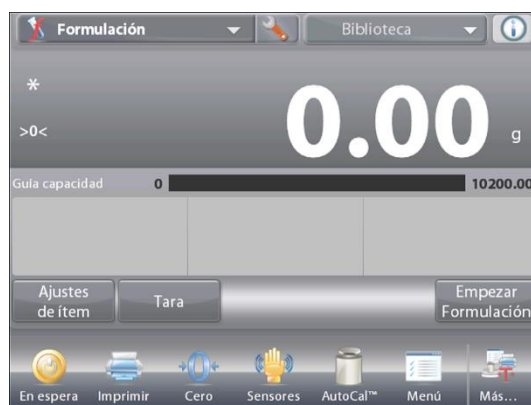 Formulación
Biblioteca
*
>0<
0.00 g
Guía capacidad 0 10200.00
Ajustes
de ítem
Tara
Empezar
Formulación
En espera
Imprimir
Cero
Sensores
AutoCal™
Menú
Más...